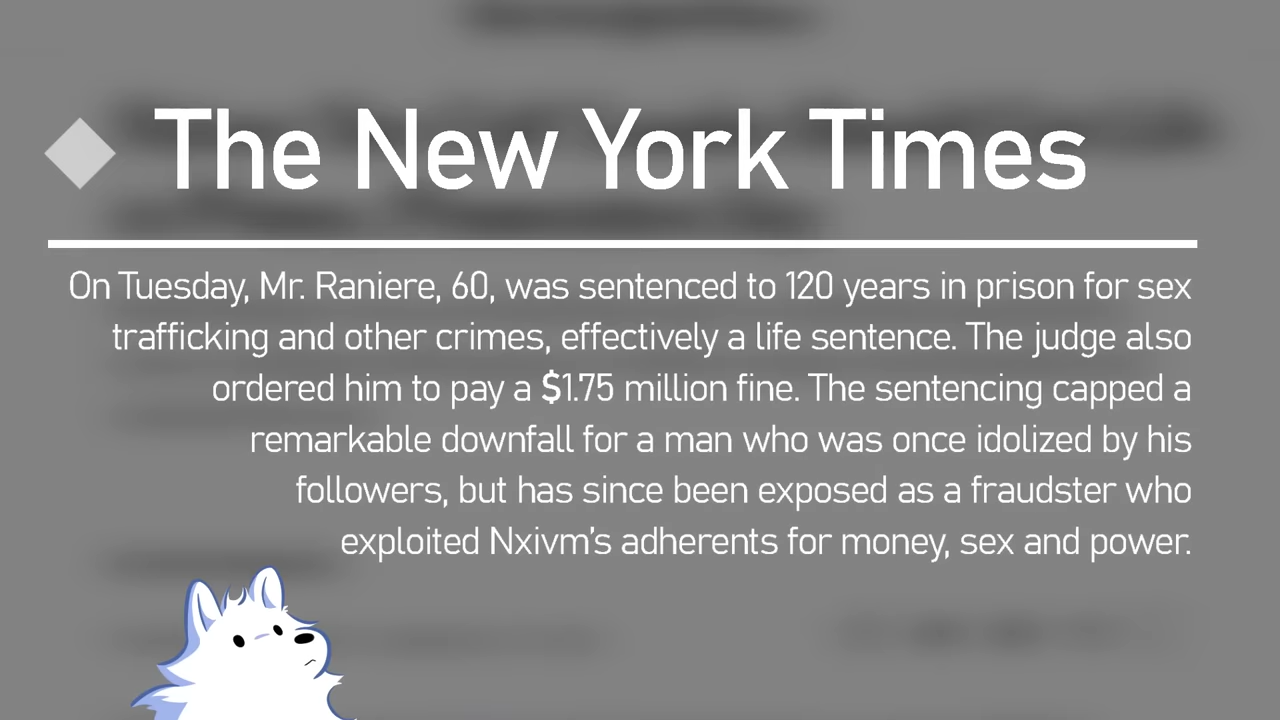 The New York Times
On Tuesday, Mr. Raniere, 60, was sentenced to 120 years in prison for sex
trafficking and other crimes, effectively a life sentence. The judge also
ordered him to pay a $1.75 million fine. The sentencing capped a
remarkable downfall for a man who was once idolized by his
followers, but has since been exposed as a fraudster who
exploited Nxivm's adherents for money, sex and power.